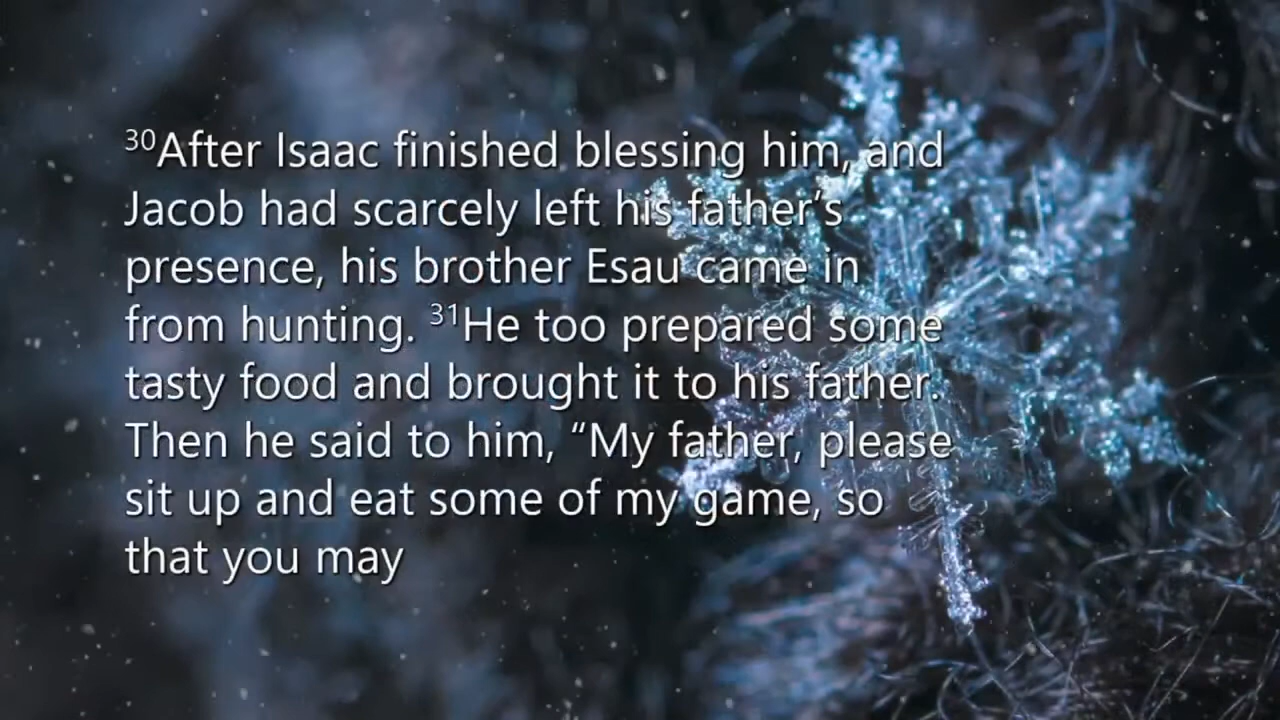 30After Isaac finished blessing him, and
Jacob had scarcely left his father’s
presence, his brother Esau came in
from hunting. 31He too prepared some
tasty food and brought it to his father.
Then he said to him, “My father, please
sit up and eat some of my game, so
that you may